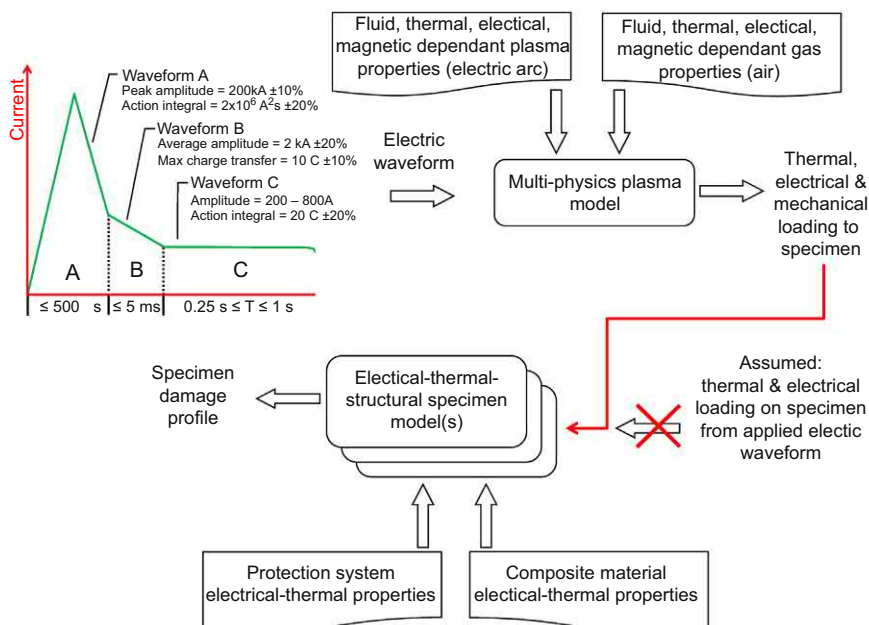 Fluid, thermal, electical,
magnetic dependant plasma
properties (electric arc)
Fluid, thermal, electical,
magnetic dependant gas
properties (air)
Current
Waveform A
Peak amplitude = 200kA ±10%
Action integral = 2x10⁶ A²s ±20%
Waveform B
Average amplitude = 2 kA ±20%
Max charge transfer = 10 C ±10%
Waveform C
Amplitude = 200 – 800A
Action integral = 20 C ±20%
A
B
C
≤ 500 s
≤ 5 ms
0.25 s ≤ T ≤ 1 s
Electric
waveform
Multi-physics plasma
model
Thermal,
electrical &
mechanical
loading to
specimen
Specimen
damage
profile
Electical-thermal-
structural specimen
model(s)
Assumed:
thermal & electrical
loading on specimen
from applied electic
waveform
Protection system
electrical-thermal properties
Composite material
electical-thermal properties